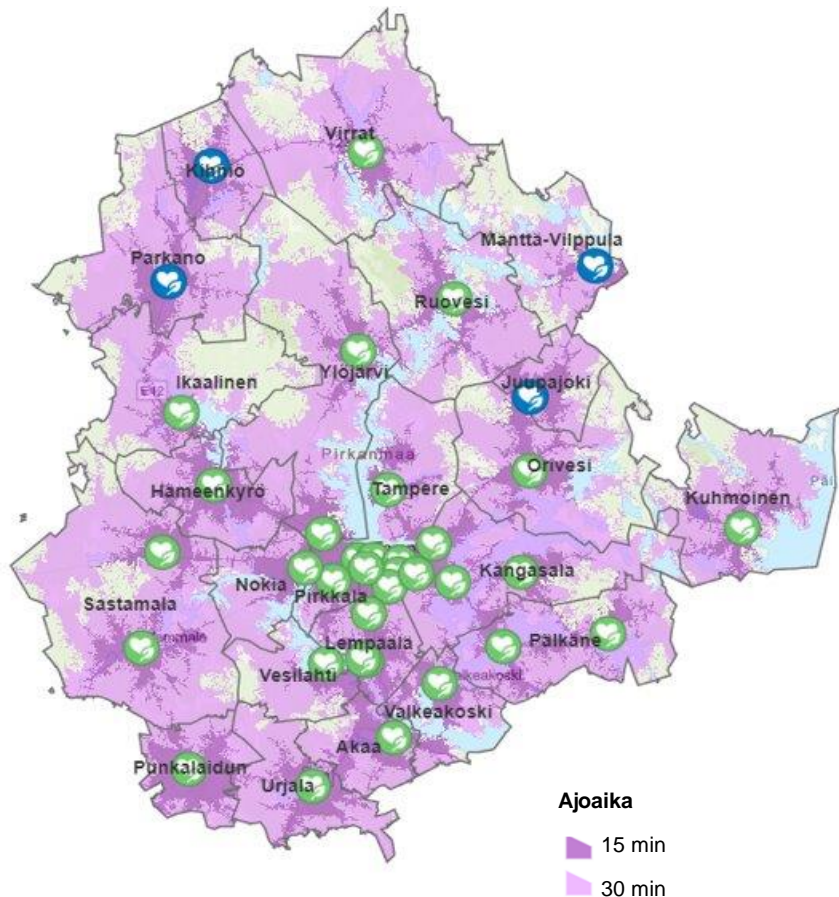 Virrat
Kihniö
Mänttä-Vilppula
Parkano
Ruovesi
Ylöjärvi
Ikaalinen
Juupajoki
E12
Pirkanmaa
Orivesi
Hämeenkyrö
Tampere
Kuhmoinen
Nokia
Kangasala
Pirkkala
Sastamala
Lempäälä
Pälkäne
Vesilahti
Valkeakoski
Akaa
Punkalaidun
Urjala
Ajoaika
15 min
30 min